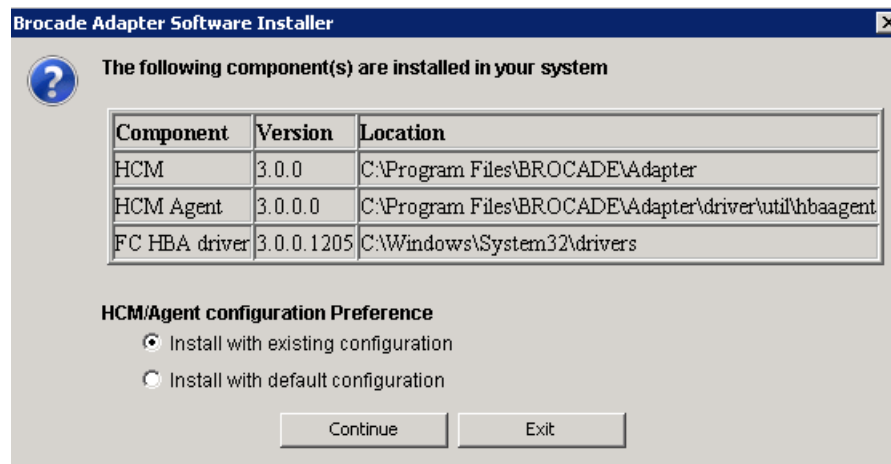 Brocade Adapter Software Installer
The following component(s) are installed in your system
Component Version Location
HCM 3.0.0 C:\Program Files\BROCADE\Adapter
HCM Agent 3.0.0.0 C:\Program Files\BROCADE\Adapter\driver\util\hbaagent
FC HBA driver 3.0.0.1205 C:\Windows\System32\drivers
HCM/Agent configuration Preference
Install with existing configuration
Install with default configuration
Continue Exit